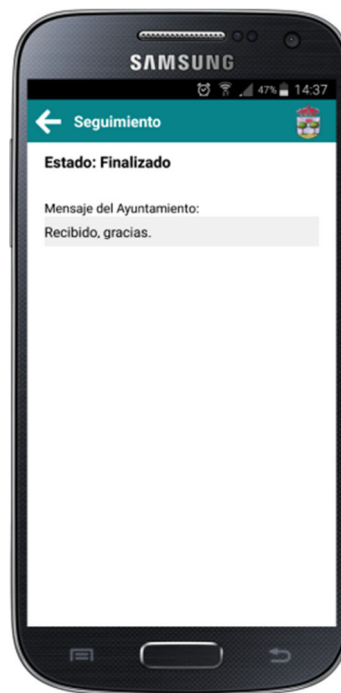 SAMSUNG
47% 14:37
Seguimiento
Estado: Finalizado
Mensaje del Ayuntamiento:
Recibido, gracias.